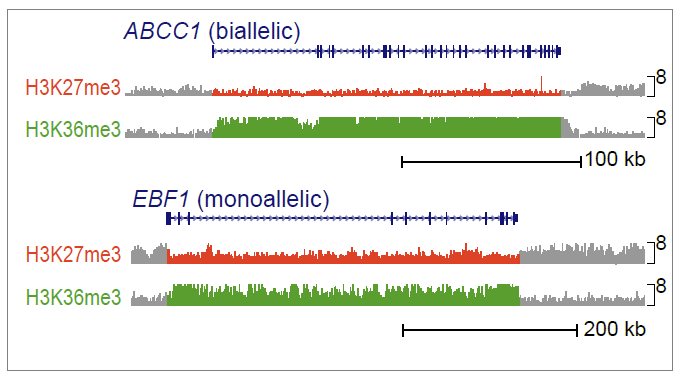 ABCC1 (biallelic)
H3K27me3 8
H3K36me3 8
100 kb
EBF1 (monoallelic)
H3K27me3 8
H3K36me3 8
200 kb